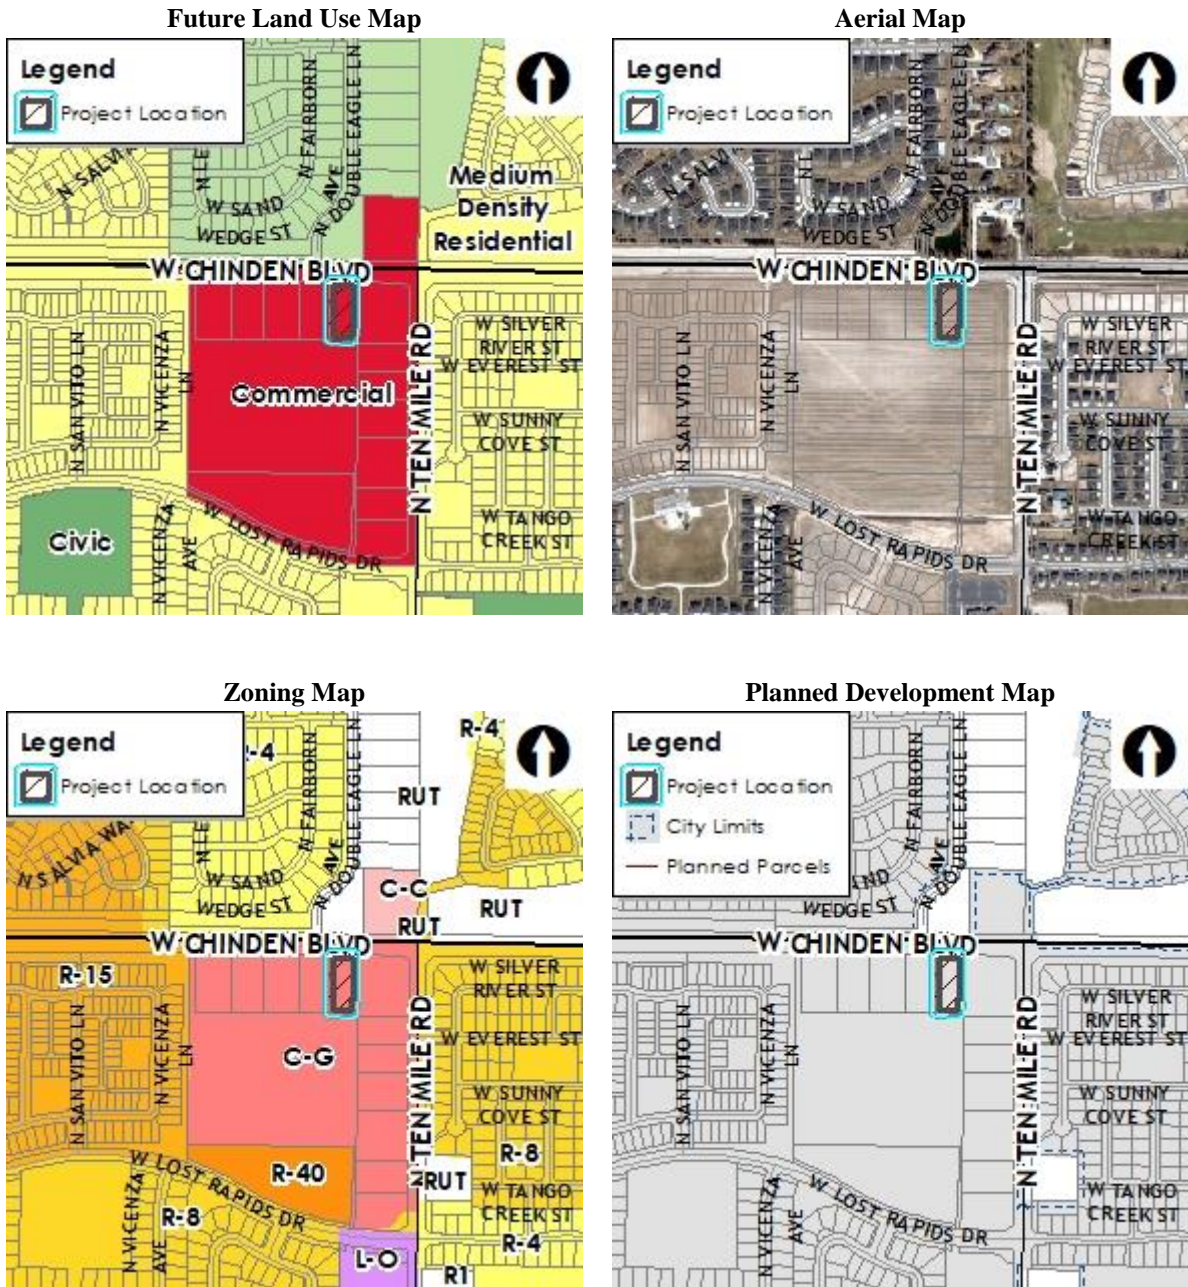 Future Land Use Map
Legend
Project Location
N SALVIA
N E
N FAIRBORN
AVE
N DOUBLE EAGLE LN
W SAND
WEDGE ST
Medium
Density
Residential
W CHINDEN BLVD
N SAN VITO LN
N VICENZA
LN
Commercial
N TEN MILE RD
W SILVER
RIVER ST
W EVEREST ST
W SUNNY
COVE ST
W TANGO
CREEK ST
Civic
N VICENZA
AVE
W LOST RAPIDS DR
Aerial Map
Legend
Project Location
N SALVIA
N E
N FAIRBORN
AVE
N DOUBLE EAGLE LN
W SAND
WEDGE ST
W CHINDEN BLVD
N SAN VITO LN
N VICENZA
LN
N TEN MILE RD
W SILVER
RIVER ST
W EVEREST ST
W SUNNY
COVE ST
W TANGO
CREEK ST
N VICENZA
AVE
W LOST RAPIDS DR
Zoning Map
Legend
Project Location
-4
R-4
N SALVIA WA
N E
N FAIRBORN
AVE
N DOUBLE EAGLE LN
RUT
W SAND
WEDGE ST
C-C
RUT
RUT
W CHINDEN BLVD
R-15
N SAN VITO LN
N VICENZA
LN
C-G
N TEN MILE RD
W SILVER
RIVER ST
W EVEREST ST
W SUNNY
COVE ST
R-8
RUT
W TANGO
CREEK ST
R-4
R-40
W LOST RAPIDS DR
N VICENZA
AVE
R-8
L-O
R1
Planned Development Map
Legend
Project Location
City Limits
Planned Parcels
N FAIRBORN
AVE
N DOUBLE EAGLE LN
W SAND
WEDGE ST
W CHINDEN BLVD
N SAN VITO LN
N VICENZA
LN
N TEN MILE RD
W SILVER
RIVER ST
W EVEREST ST
W SUNNY
COVE ST
W TANGO
CREEK ST
N VICENZA
AVE
W LOST RAPIDS DR